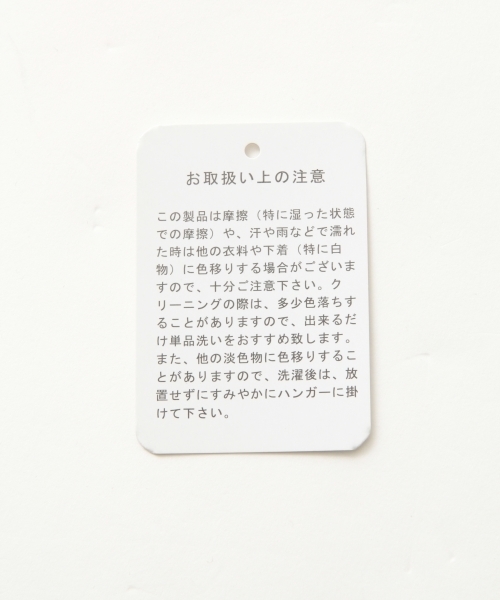 お取扱い上の注意
この製品は摩擦（特に湿った状態
での摩擦）や、汗や雨などで濡れ
た時は他の衣料や下着（特に白
物）に色移りする場合がございま
すので、十分ご注意下さい。ク
リーニングの際は、多少色落ちす
ることがありますので、出来るだ
け単品洗いをおすすめ致します。
また、他の淡色物に色移りするこ
とがありますので、洗濯後は、放
置せずにすみやかにハンガーに掛
けて下さい。